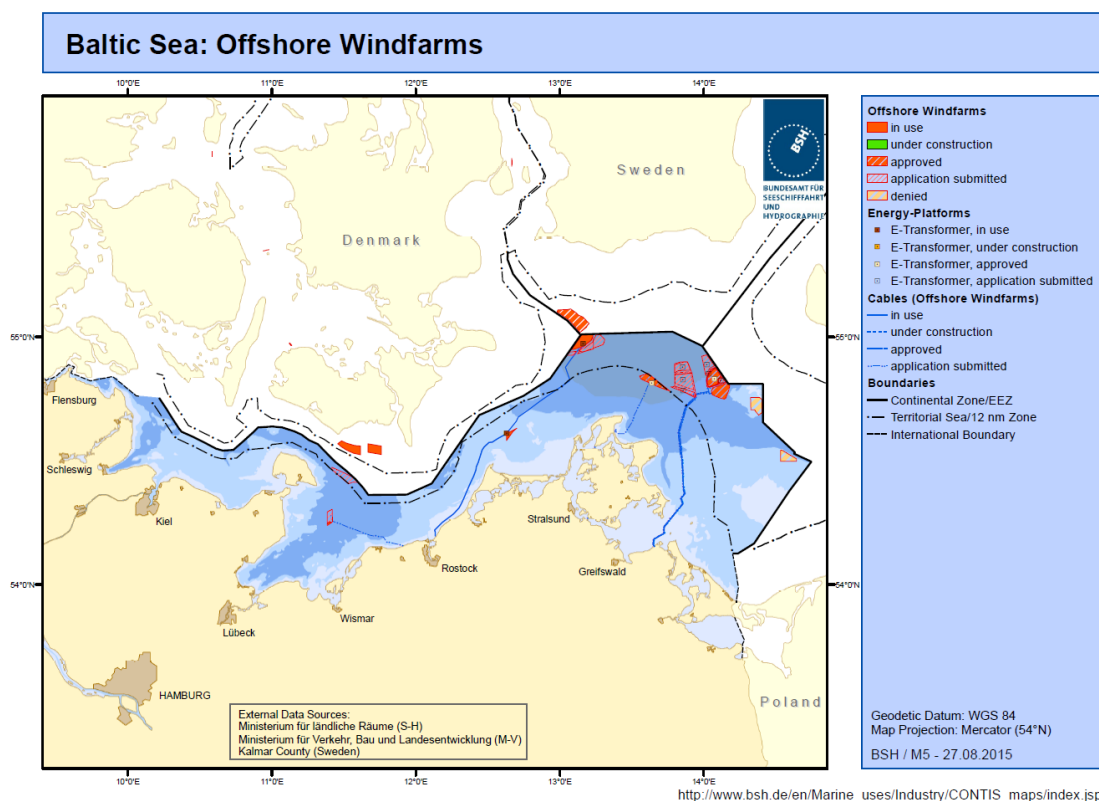 Baltic Sea: Offshore Windfarms
10°0'E 11°0'E 12°0'E 13°0'E 14°0'E
BSH
BUNDESAMT FÜR
SEESCHIFFFAHRT
UND
HYDROGRAPHIE
Sweden
Denmark
55°0'N 55°0'N
Flensburg
Schleswig
Kiel
Stralsund
Rostock
Greifswald
54°0'N 54°0'N
Wismar
Lübeck
HAMBURG
Poland
External Data Sources:
Ministerium für ländliche Räume (S-H)
Ministerium für Verkehr, Bau und Landesentwicklung (M-V)
Kalmar County (Sweden)
10°0'E 11°0'E 12°0'E 13°0'E 14°0'E
Offshore Windfarms
in use
under construction
approved
application submitted
denied
Energy-Platforms
E-Transformer, in use
E-Transformer, under construction
E-Transformer, approved
E-Transformer, application submitted
Cables (Offshore Windfarms)
in use
under construction
approved
application submitted
Boundaries
Continental Zone/EEZ
Territorial Sea/12 nm Zone
International Boundary
Geodetic Datum: WGS 84
Map Projection: Mercator (54°N)
BSH / M5 - 27.08.2015
http://www.bsh.de/en/Marine_uses/Industry/CONTIS_maps/index.jsp